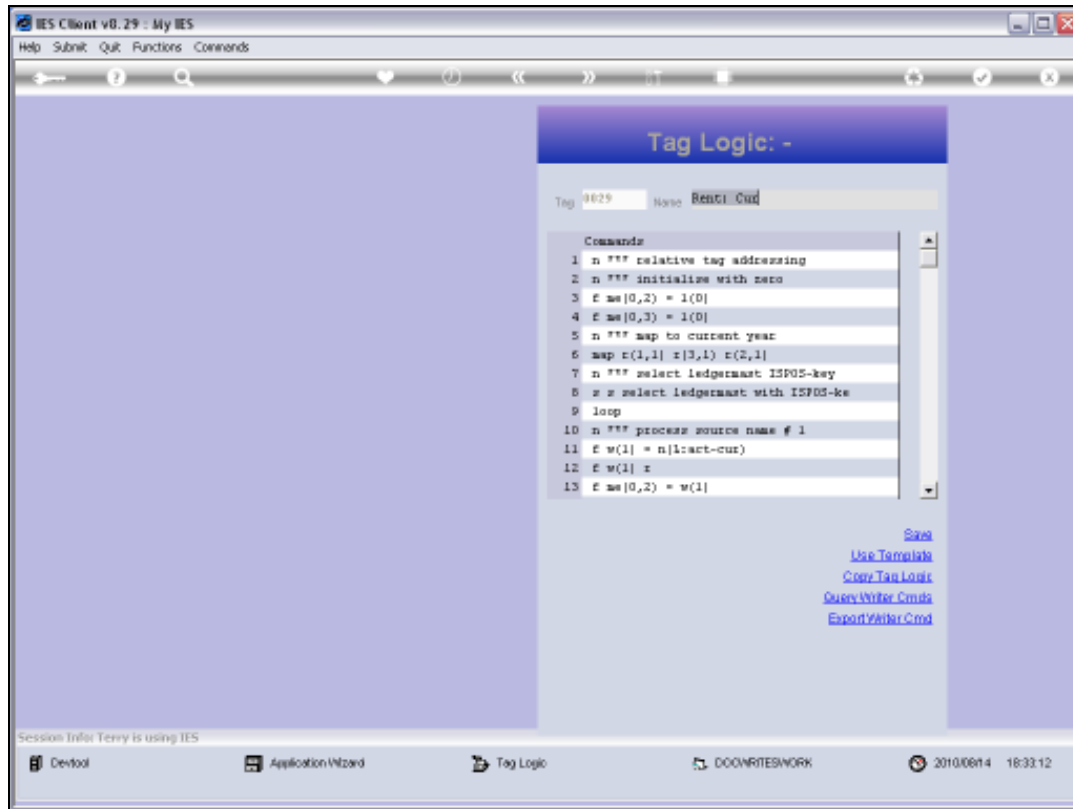 IES Client v8.29 : My IES
Help Submit Quit Functions Commands
Tag Logic: -
Tag 0029 Name Rent: Cur
Commands
1 n *** relative tag addressing
2 n *** initialise with zero
3 f me(0,2) = l(0)
4 f me(0,3) = l(0)
5 n *** map to current year
6 map r(1,1) r(3,1) r(2,1)
7 n *** select ledgermast ISPOS-key
8 s s select ledgermast with ISPOS-ke
9 loop
10 n *** process source name # 1
11 f w(1) = n(1:act-cur)
12 f w(1) r
13 f me(0,2) = w(1)
Save
Use Template
Copy Tag Logic
Query Writer Cmds
Export Writer Cmd
Session Info: Terry is using IES
Devtool Application Wizard Tag Logic DOCWRITESWORK 2010/08/14 18:33:12